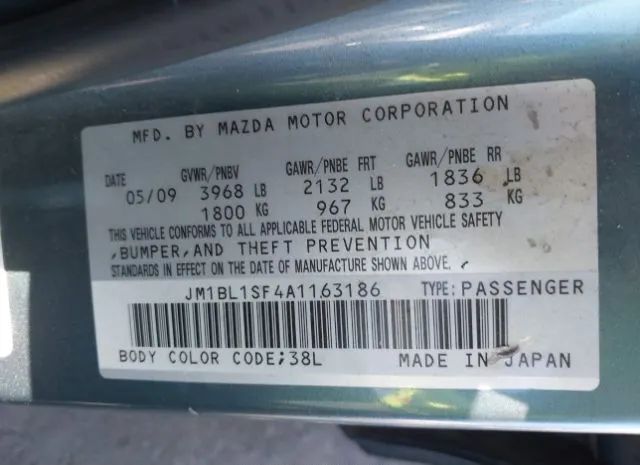 MFD. BY MAZDA MOTOR CORPORATION
DATE GVWR/PNBV GAWR/PNBE FRT GAWR/PNBE RR
05/09 3968 LB 2132 LB 1836 LB
1800 KG 967 KG 833 KG
THIS VEHICLE CONFORMS TO ALL APPLICABLE FEDERAL MOTOR VEHICLE SAFETY
,BUMPER,AND THEFT PREVENTION
STANDARDS IN EFFECT ON THE DATE OF MANUFACTURE SHOWN ABOVE.
JM1BL1SF4A1163186 TYPE:PASSENGER
BODY COLOR CODE;38L MADE IN JAPAN